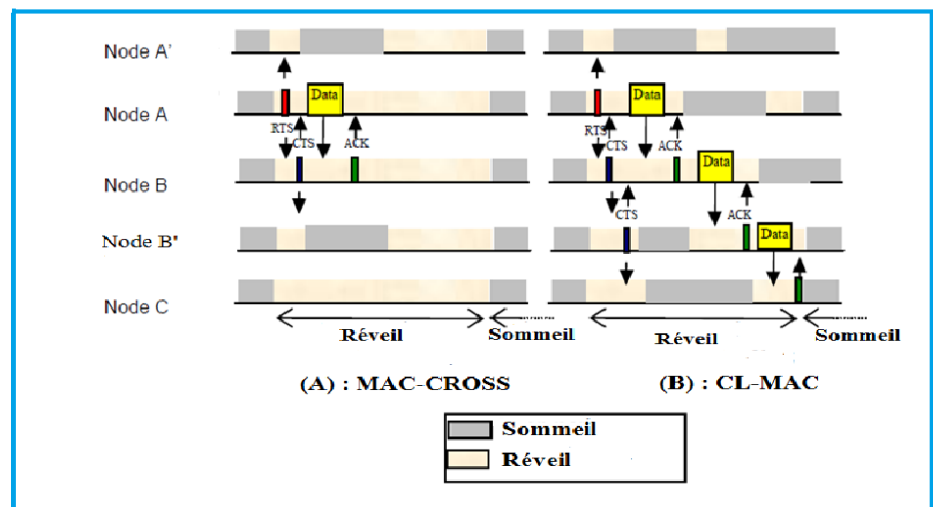 Node A'
Node A
Data
Data
RTS
CTS
ACK
RTS
CTS
ACK
Node B
Data
CTS
ACK
Node B"
Data
Node C
Réveil
Sommeil
Réveil
Sommeil
(A) : MAC-CROSS
(B) : CL-MAC
Sommeil
Réveil